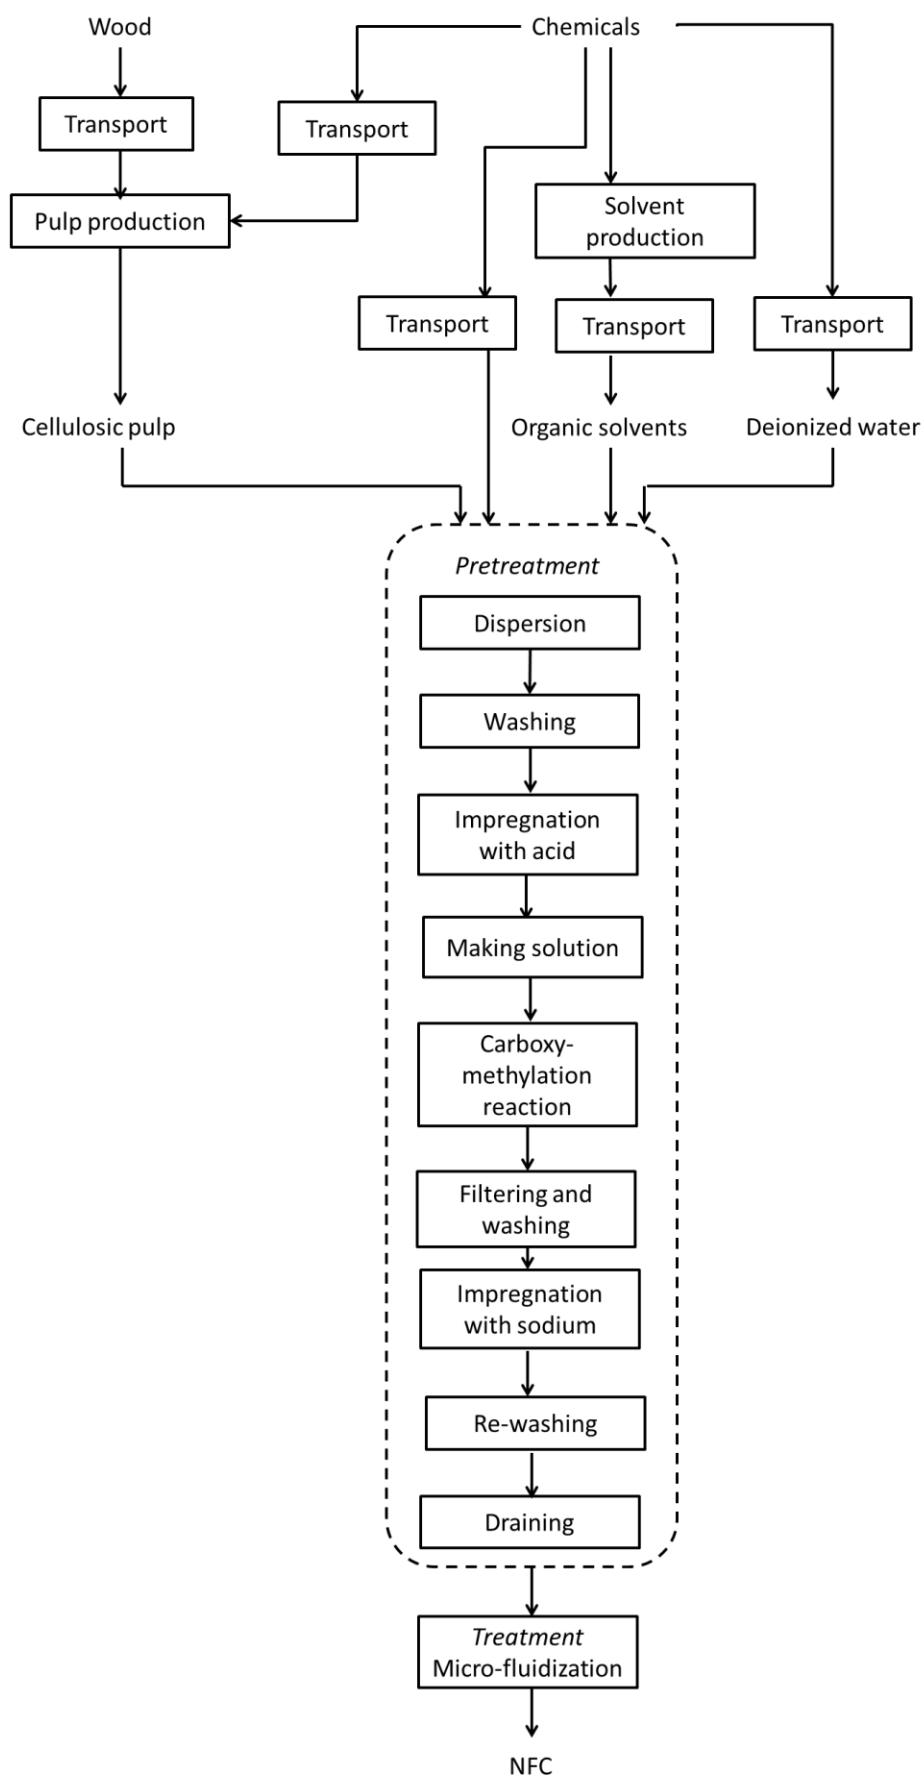 Wood
Chemicals
Transport
Transport
Pulp production
Solvent
production
Transport
Transport
Transport
Cellulosic pulp
Organic solvents
Deionized water
Pretreatment
Dispersion
Washing
Impregnation
with acid
Making solution
Carboxy-
methylation
reaction
Filtering and
washing
Impregnation
with sodium
Re-washing
Draining
Treatment
Micro-fluidization
NFC